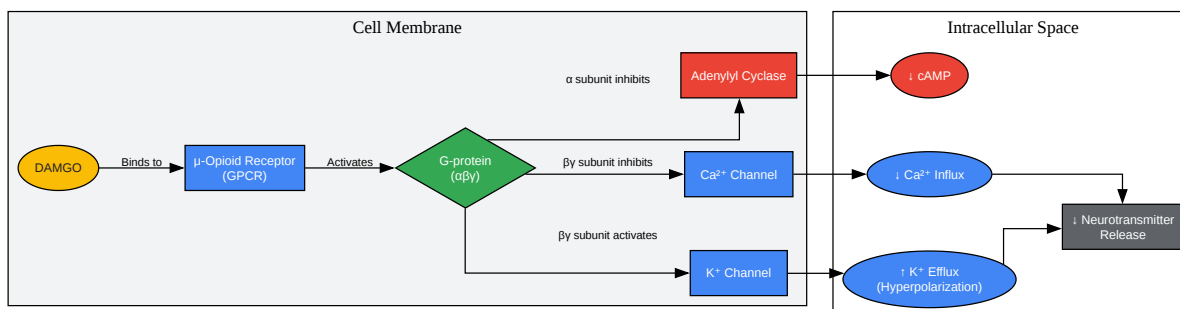 Cell Membrane
Intracellular Space
α subunit inhibits
Adenylyl Cyclase
↓ cAMP
DAMGO
Binds to
μ-Opioid Receptor
(GPCR)
Activates
G-protein
(αβγ)
βγ subunit inhibits
Ca²⁺ Channel
↓ Ca²⁺ Influx
↓ Neurotransmitter
Release
βγ subunit activates
K⁺ Channel
↑ K⁺ Efflux
(Hyperpolarization)